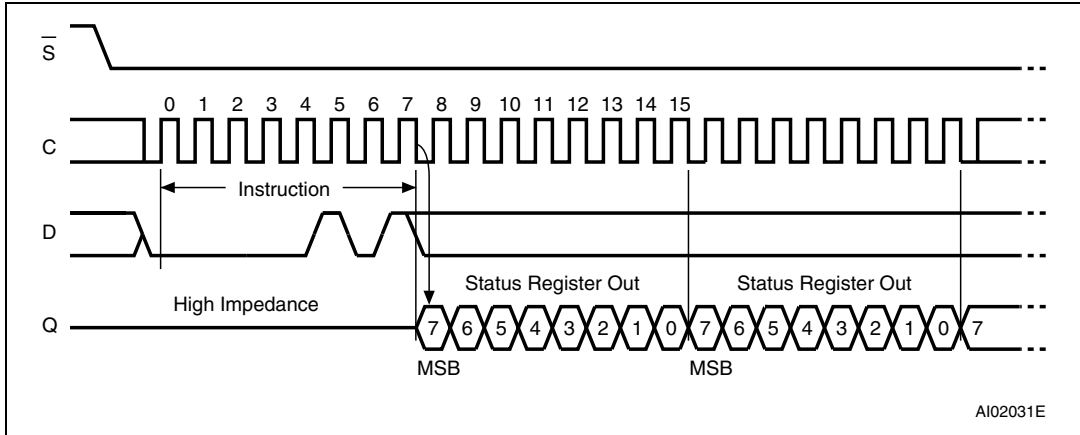 S
0 1 2 3 4 5 6 7 8 9 10 11 12 13 14 15
C
Instruction
D
Status Register Out Status Register Out
High Impedance
Q
7 6 5 4 3 2 1 0 7 6 5 4 3 2 1 0 7
MSB MSB
AI02031E